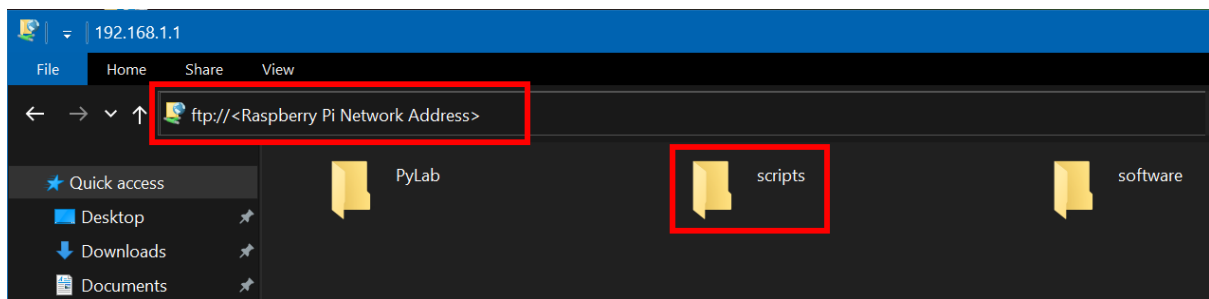 192.168.1.1
File Home Share View
ftp://<Raspberry Pi Network Address>
Quick access
Desktop
Downloads
Documents
PyLab
scripts
software